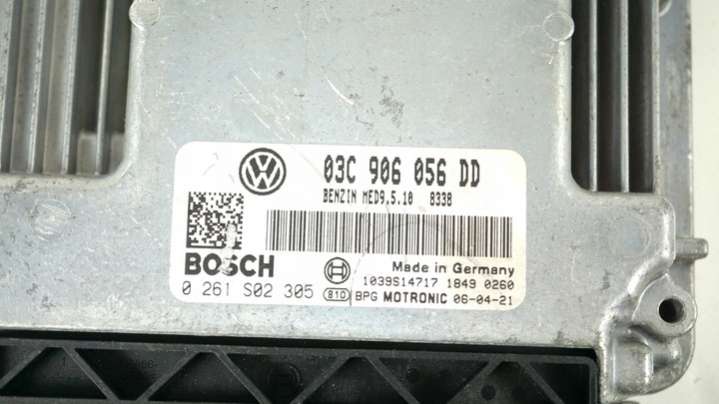 03C 906 056 DD
BENZIN MED9.5.10 8338
BOSCH
Made in Germany
1039S14717 1849 0260
0 261 S02 305 810 BPG MOTRONIC 06-04-21